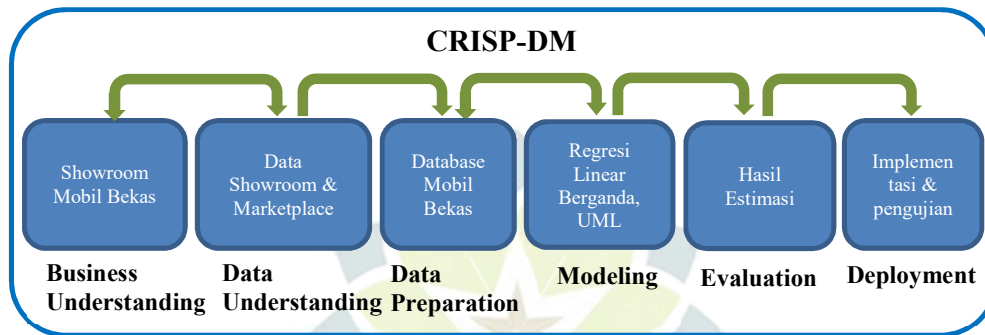 CRISP-DM
Showroom
Mobil Bekas
Data
Showroom &
Marketplace
Database
Mobil
Bekas
Regresi
Linear
Berganda,
UML
Hasil
Estimasi
Implemen
tasi &
pengujian
Business
Understanding
Data
Understanding
Data
Preparation
Modeling
Evaluation
Deployment